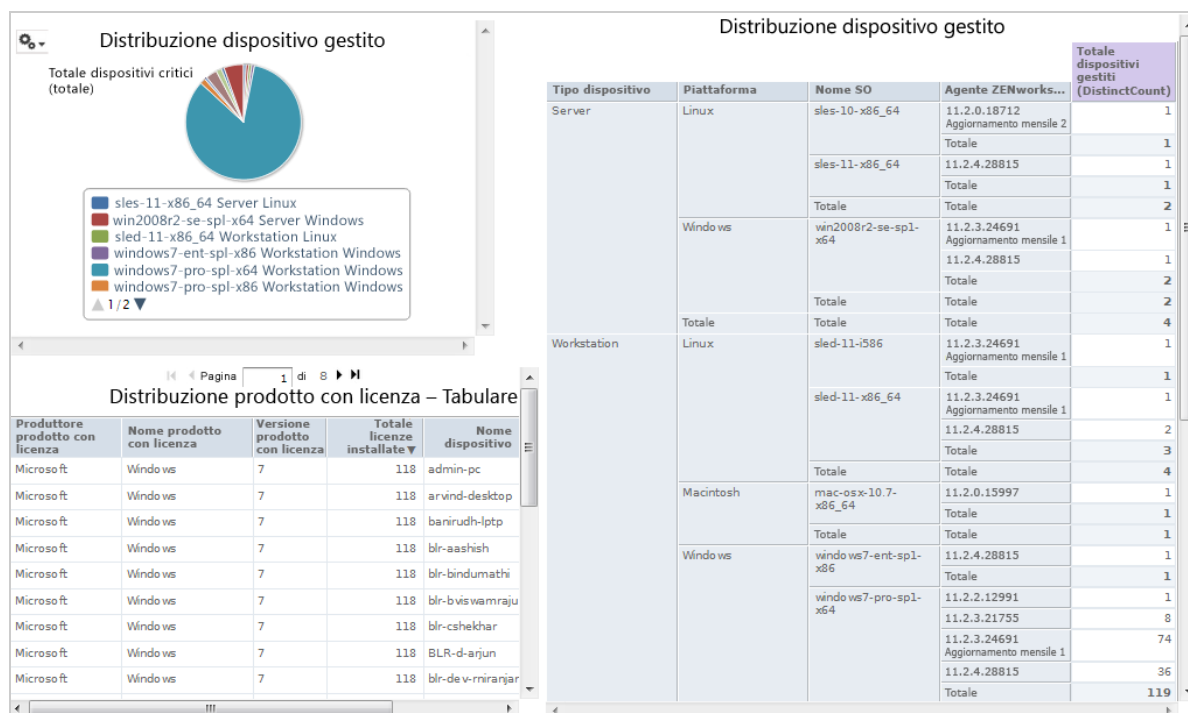 Distribuzione dispositivo gestito
Totale dispositivi critici
(totale)
sles-11-x86_64 Server Linux
win2008r2-se-spl-x64 Server Windows
sled-11-x86_64 Workstation Linux
windows7-ent-spl-x86 Workstation Windows
windows7-pro-spl-x64 Workstation Windows
windows7-pro-spl-x86 Workstation Windows
1/2
Pagina 1 di 8
Distribuzione prodotto con licenza – Tabulare
Produttore prodotto con licenza Nome prodotto con licenza Versione prodotto con licenza Totale licenze installate Nome dispositivo
Microsoft Windows 7 118 admin-pc
Microsoft Windows 7 118 arvind-desktop
Microsoft Windows 7 118 banirudh-lptp
Microsoft Windows 7 118 blr-aashish
Microsoft Windows 7 118 blr-bindumathi
Microsoft Windows 7 118 blr-bviswamraju
Microsoft Windows 7 118 blr-cshekhar
Microsoft Windows 7 118 BLR-d-arjun
Microsoft Windows 7 118 blr-dev-rniranjar
Distribuzione dispositivo gestito
Tipo dispositivo Piattaforma Nome SO Agente ZENworks... Totale dispositivi gestiti (DistinctCount)
Server Linux sles-10-x86_64 11.2.0.18712 1
Aggiornamento mensile 2
Totale 1
sles-11-x86_64 11.2.4.28815 1
Totale 1
Totale Totale 2
Windows win2008r2-se-sp1-x64 11.2.3.24691 1
Aggiornamento mensile 1
11.2.4.28815 1
Totale 2
Totale Totale 2
Totale Totale Totale 4
Workstation Linux sled-11-i586 11.2.3.24691 1
Aggiornamento mensile 1
Totale 1
sled-11-x86_64 11.2.3.24691 1
Aggiornamento mensile 1
11.2.4.28815 2
Totale 3
Totale Totale 4
Macintosh mac-osx-10.7-x86_64 11.2.0.15997 1
Totale 1
Totale Totale 1
Windows windows7-ent-sp1-x86 11.2.4.28815 1
Totale 1
windows7-pro-sp1-x64 11.2.2.12991 1
11.2.3.21755 8
11.2.3.24691 74
Aggiornamento mensile 1
11.2.4.28815 36
Totale 119